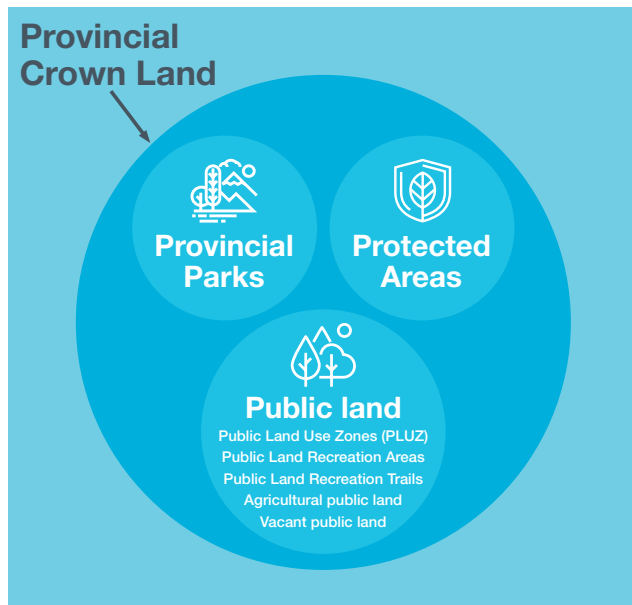 Provincial
Crown Land
Provincial
Parks
Protected
Areas
Public land
Public Land Use Zones (PLUZ)
Public Land Recreation Areas
Public Land Recreation Trails
Agricultural public land
Vacant public land